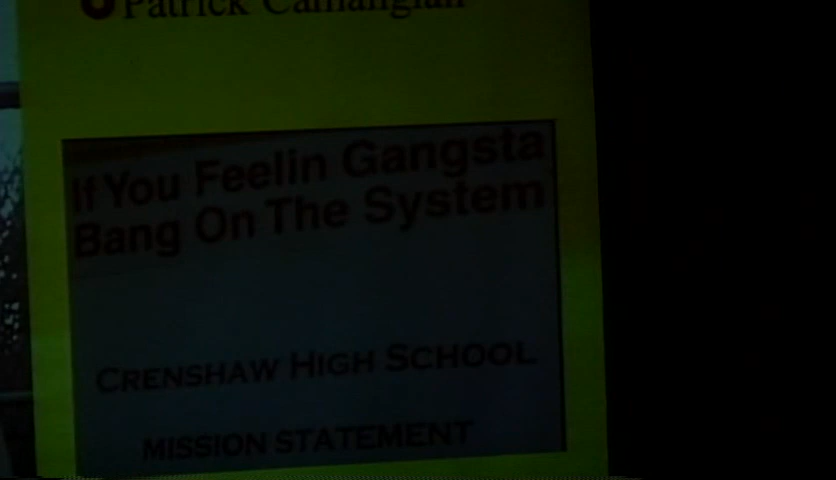 Patrick Camangian
If You Feelin Gangsta
Bang On The System
CRENSHAW HIGH SCHOOL
MISSION STATEMENT